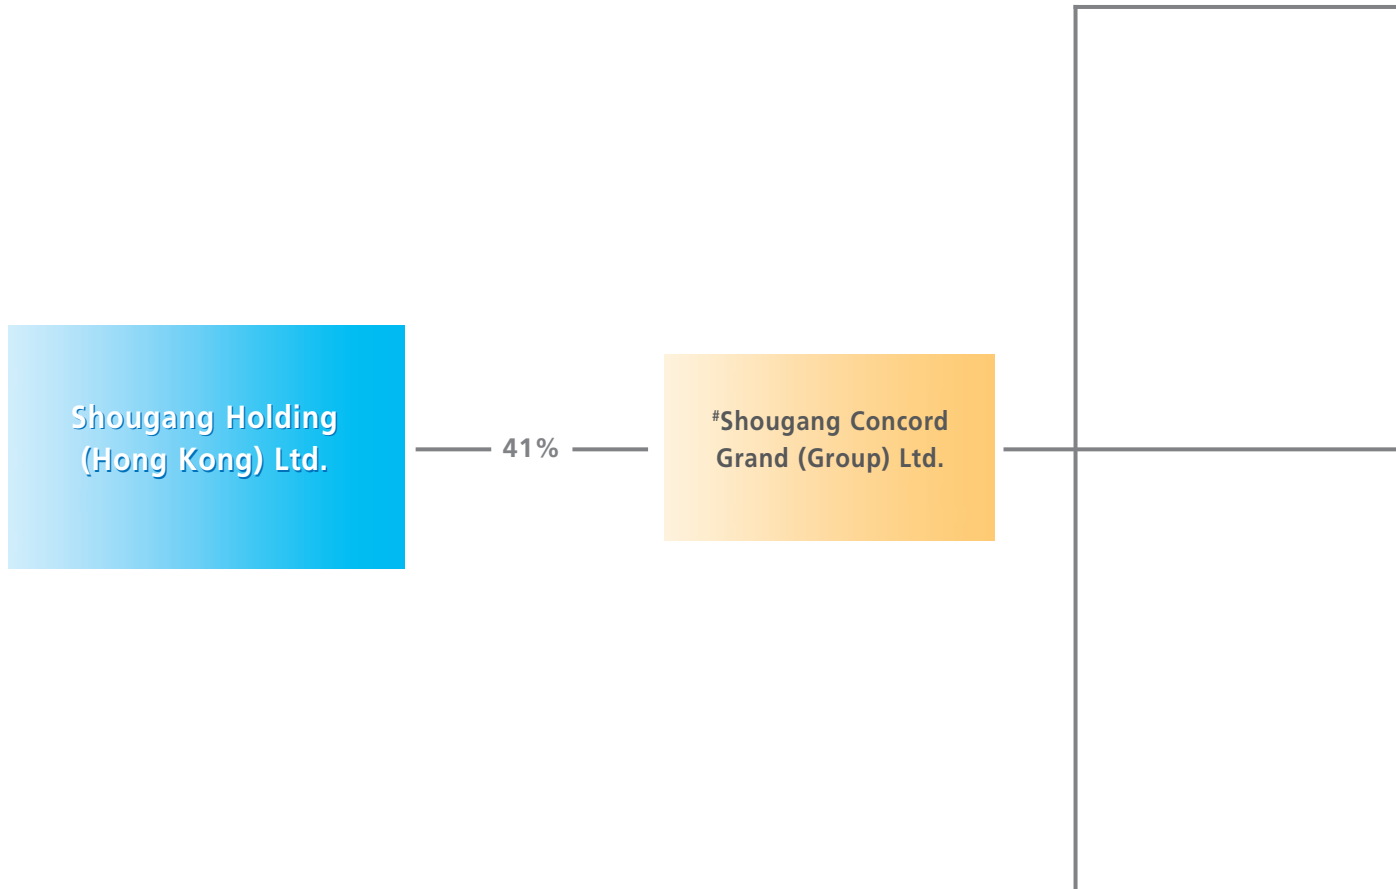 Shougang Holding
(Hong Kong) Ltd.
41%
#Shougang Concord
Grand (Group) Ltd.